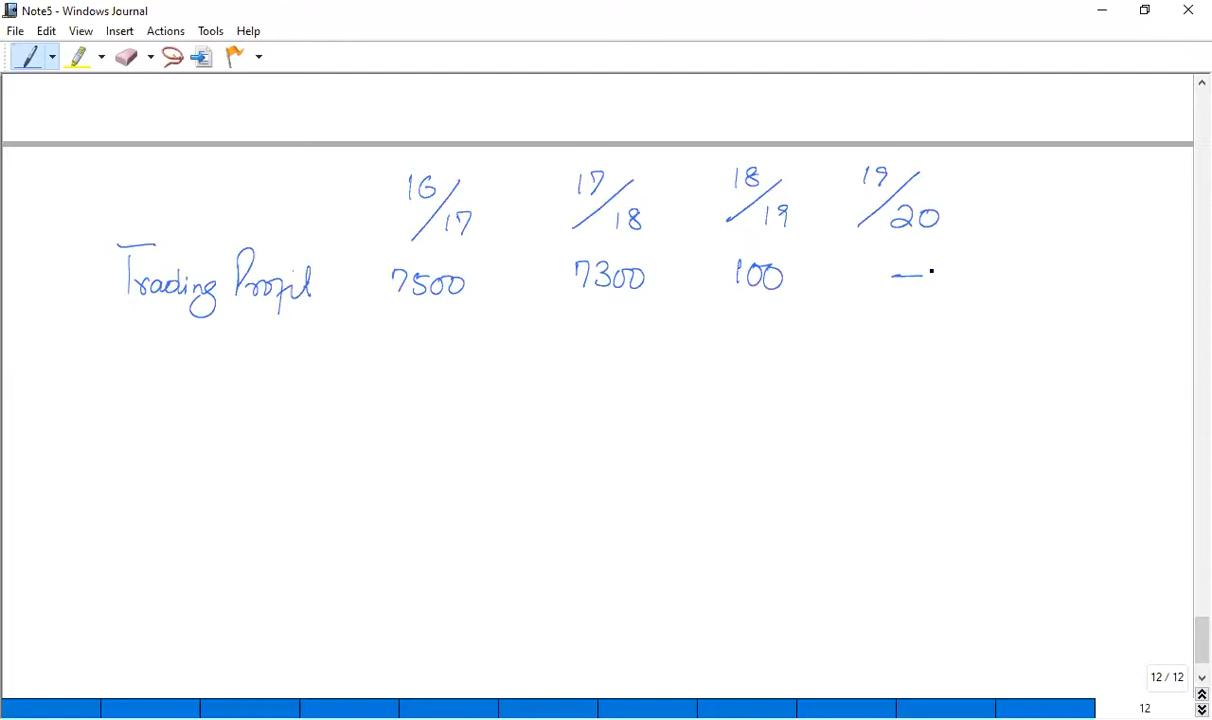 Note5 - Windows Journal
File Edit View Insert Actions Tools Help
16/17 17/18 18/19 19/20
Trading Profit 7500 7300 100 —
12 / 12
12